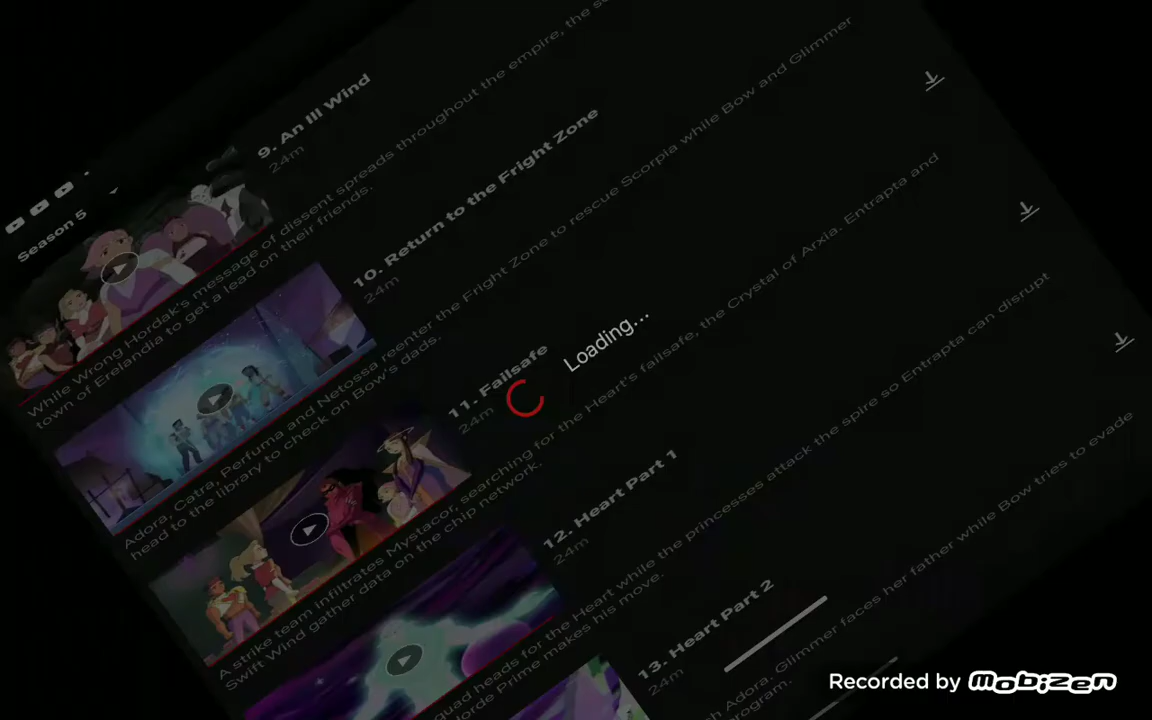 Season 5
9. An Ill Wind
24m
While Wrong Hordak's message of dissent spreads throughout the empire, the
town of Erelandia to get a lead on their friends.
10. Return to the Fright Zone
24m
Adora, Catra, Perfuma and Netossa reenter the Fright Zone to rescue Scorpia while Bow and Glimmer
head to the library to check on Bow's dads.
11. Failsafe
24m
A strike team infiltrates Mystacor, searching for the Heart's failsafe, the Crystal of Arxia. Entrapta and
Swift Wind gather data on the chip network.
Loading...
12. Heart Part 1
24m
squad heads for the Heart while the princesses attack the spire so Entrapta can disrupt
Horde Prime makes his move.
13. Heart Part 2
24m
Adora. Glimmer faces her father while Bow tries to evade
program.
Recorded by mobizen